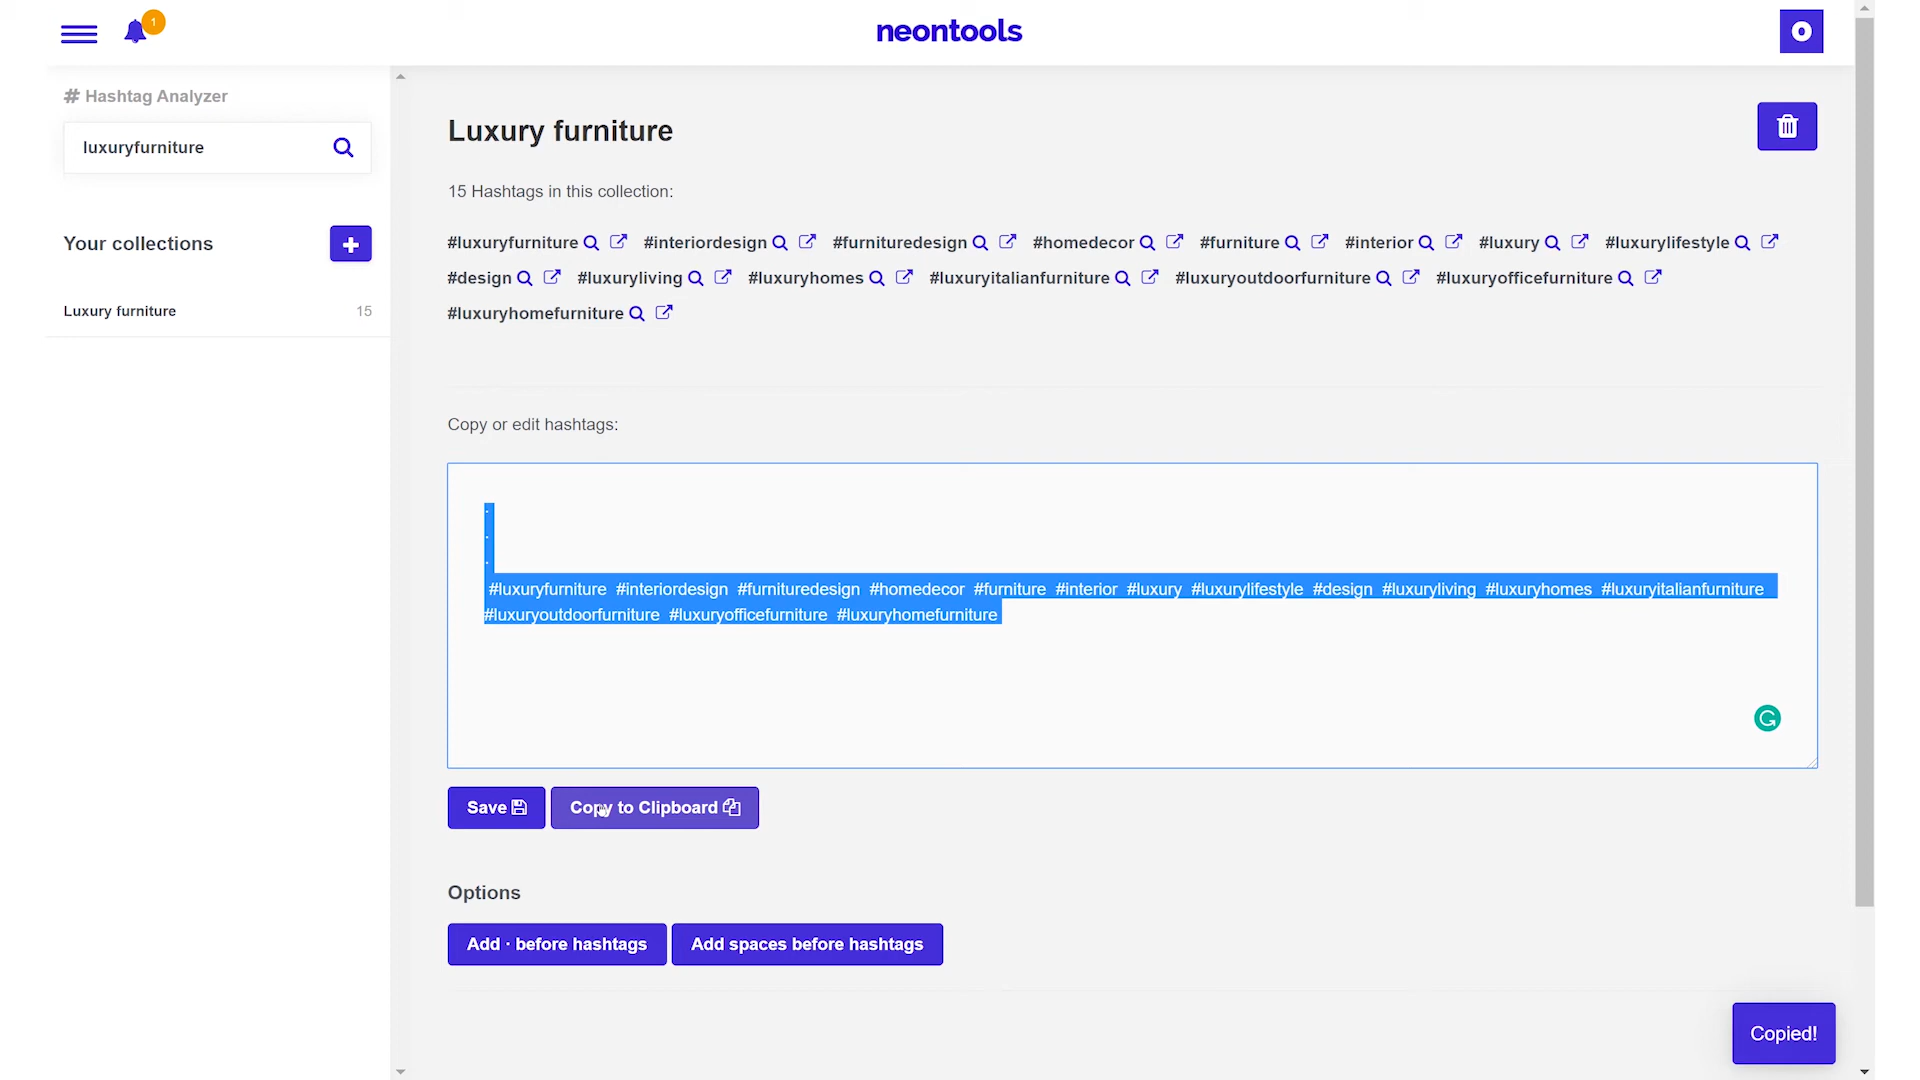 1
neontools
O
# Hashtag Analyzer
luxuryfurniture
Your collections
+
Luxury furniture 15
Luxury furniture
15 Hashtags in this collection:
#luxuryfurniture #interiordesign #furnituredesign #homedecor #furniture #interior #luxury #luxurylifestyle
#design #luxuryliving #luxuryhomes #luxuryitalianfurniture #luxuryoutdoorfurniture #luxuryofficefurniture
#luxuryhomefurniture
Copy or edit hashtags:
·
·
·
#luxuryfurniture #interiordesign #furnituredesign #homedecor #furniture #interior #luxury #luxurylifestyle #design #luxuryliving #luxuryhomes #luxuryitalianfurniture
#luxuryoutdoorfurniture #luxuryofficefurniture #luxuryhomefurniture
Save Copy to Clipboard
Options
Add · before hashtags Add spaces before hashtags
Copied!